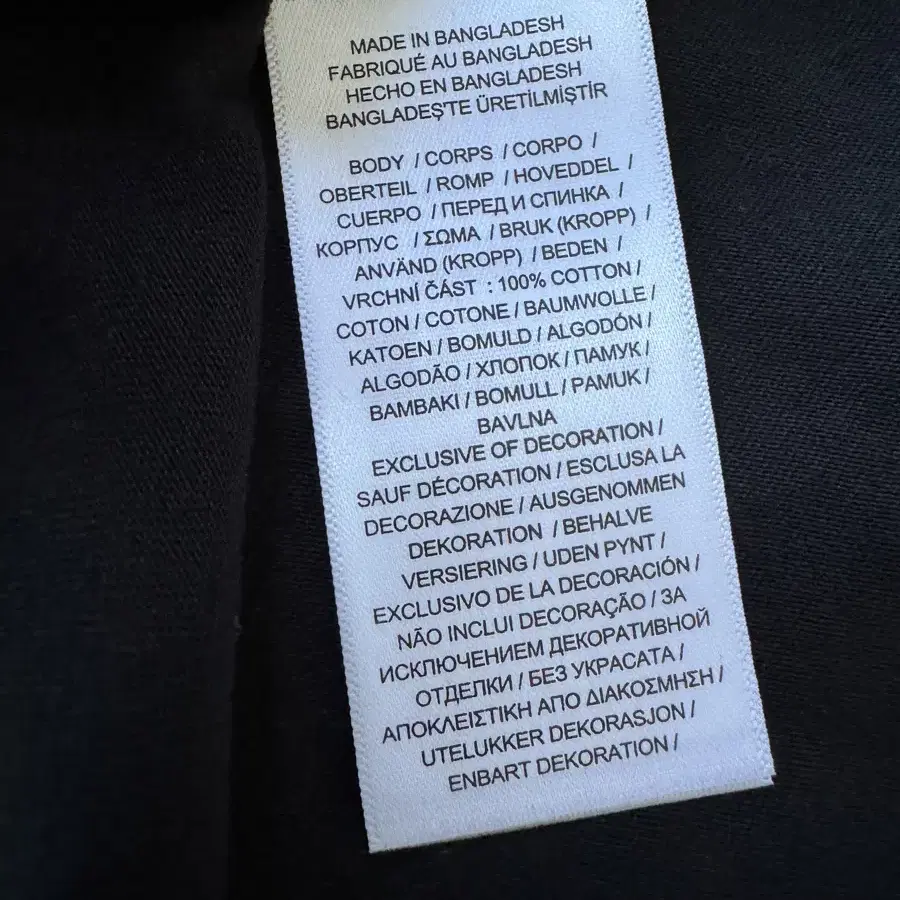 MADE IN BANGLADESH
FABRIQUÉ AU BANGLADESH
HECHO EN BANGLADESH
BANGLADEŞ'TE ÜRETİLMİŞTİR
BODY / CORPS / CORPO /
OBERTEIL / ROMP / HOVEDDEL /
CUERPO / ПЕРЕД И СПИНКА /
КОРПУС / ΣΩΜΑ / BRUK (KROPP) /
ANVÄND (KROPP) / BEDEN /
VRCHNÍ ČÁST : 100% COTTON /
COTON / COTONE / BAUMWOLLE /
KATOEN / BOMULD / ALGODÓN /
ALGODÃO / ХЛОПОК / ПАМУК /
BAMBAKI / BOMULL / PAMUK /
BAVLNA
EXCLUSIVE OF DECORATION /
SAUF DÉCORATION / ESCLUSA LA
DECORAZIONE / AUSGENOMMEN
DEKORATION / BEHALVE
VERSIERING / UDEN PYNT /
EXCLUSIVO DE LA DECORACIÓN /
NÃO INCLUI DECORAÇÃO / ЗА
ИСКЛЮЧЕНИЕМ ДЕКОРАТИВНОЙ
ОТДЕЛКИ / БЕЗ УКРАСАТА /
ΑΠΟΚΛΕΙΣΤΙΚΗ ΑΠΟ ΔΙΑΚΟΣΜΗΣΗ /
UTELUKKER DEKORASJON /
ENBART DEKORATION /